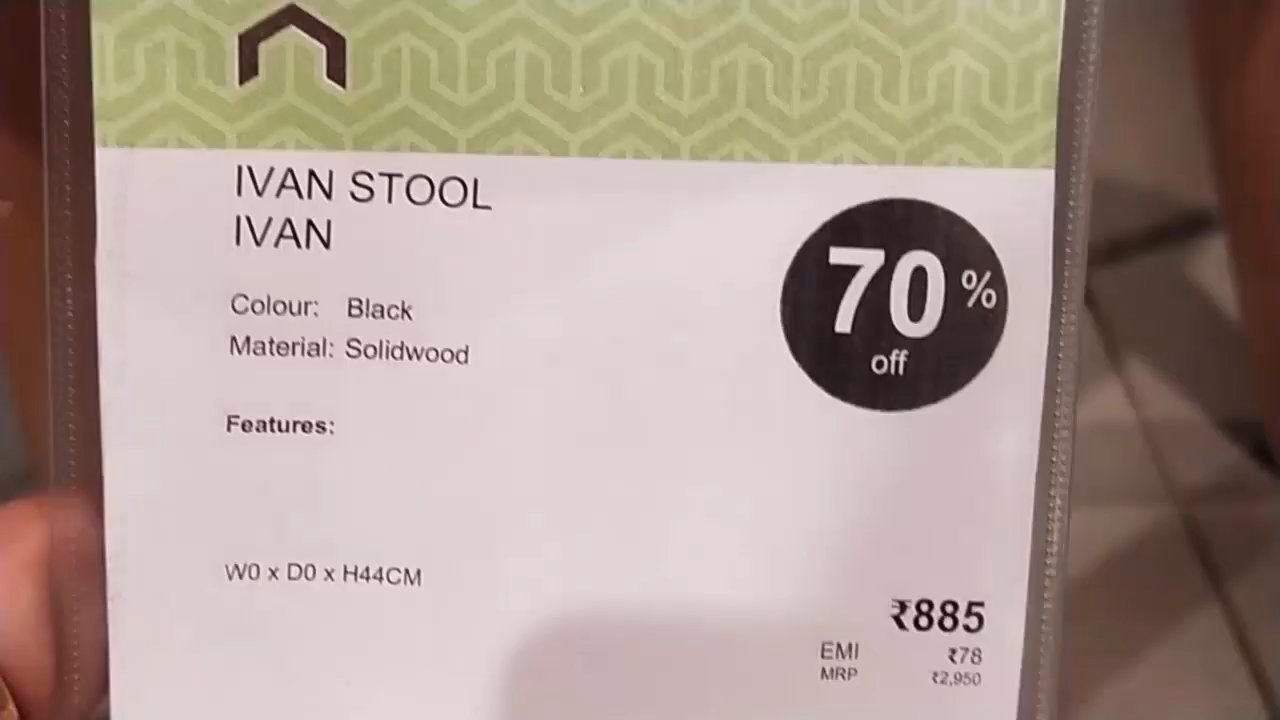 IVAN STOOL
IVAN
70 %
off
Colour: Black
Material: Solidwood
Features:
W0 x D0 x H44CM
₹885
EMI ₹78
MRP ₹2,950